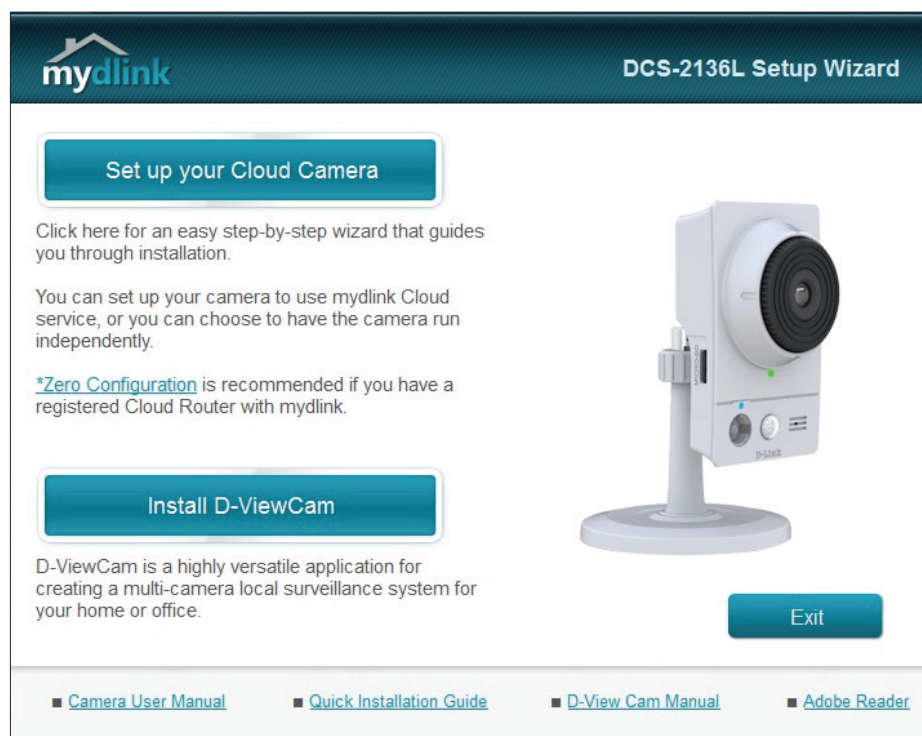 mydlink
DCS-2136L Setup Wizard
Set up your Cloud Camera
Click here for an easy step-by-step wizard that guides
you through installation.
You can set up your camera to use mydlink Cloud
service, or you can choose to have the camera run
independently.
*Zero Configuration is recommended if you have a
registered Cloud Router with mydlink.
Install D-ViewCam
D-ViewCam is a highly versatile application for
creating a multi-camera local surveillance system for
your home or office.
D-Link
Exit
Camera User Manual
Quick Installation Guide
D-View Cam Manual
Adobe Reader